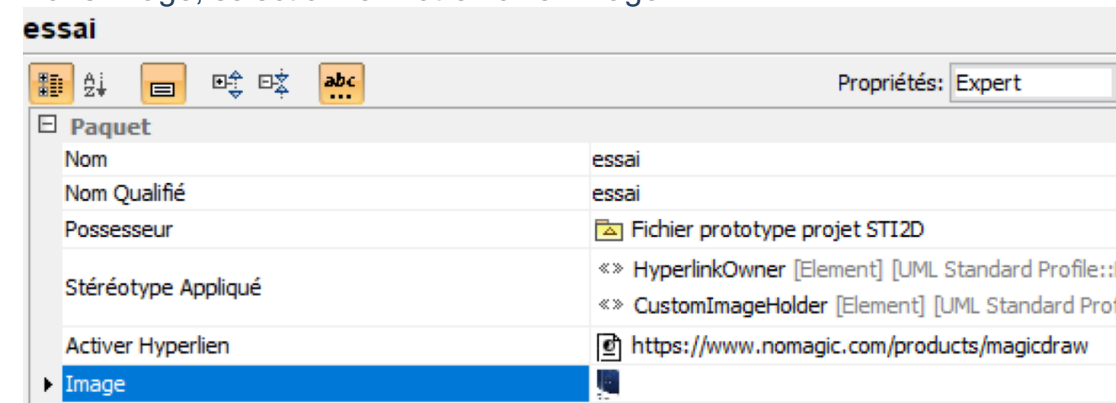 essai
abc
Propriétés: Expert
Paquet
Nom essai
Nom Qualifié essai
Possesseur Fichier prototype projet STI2D
Stéréotype Appliqué
«» HyperlinkOwner [Element] [UML Standard Profile::
«» CustomImageHolder [Element] [UML Standard Prof
Activer Hyperlien https://www.nomagic.com/products/magicdraw
Image